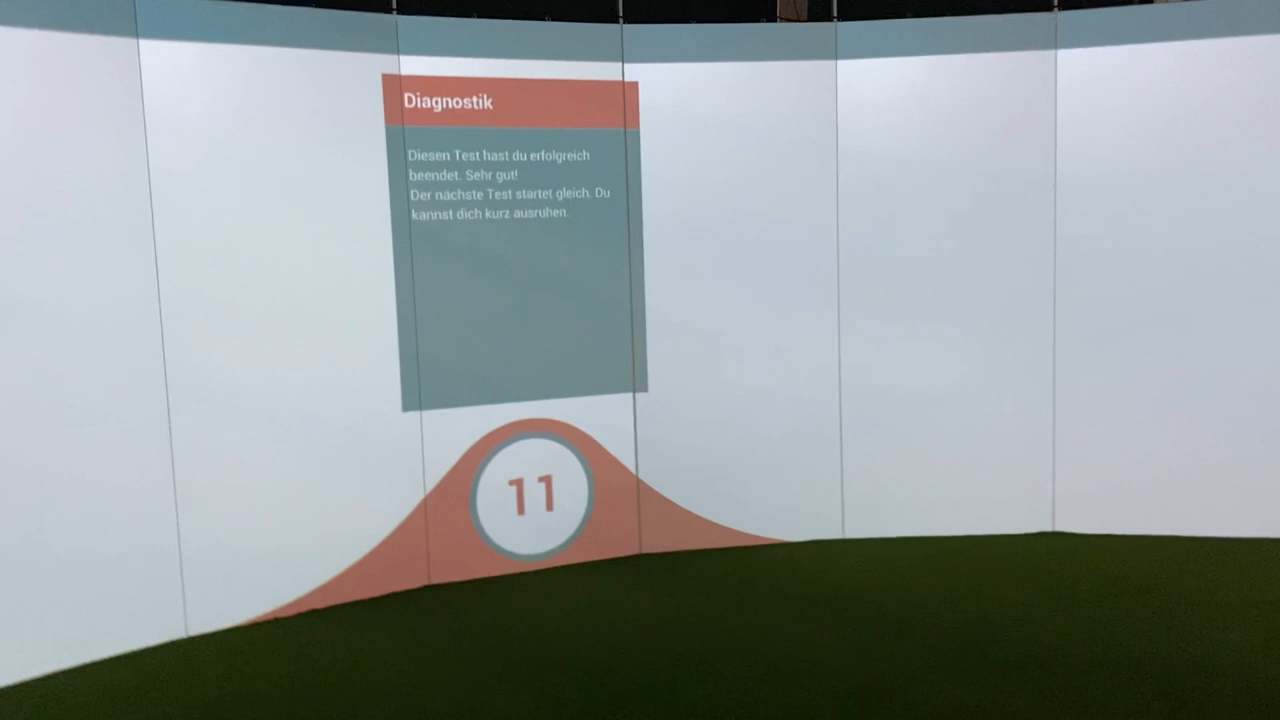 Diagnostik
Diesen Test hast du erfolgreich
beendet. Sehr gut!
Der nächste Test startet gleich. Du
kannst dich kurz ausruhen.
11